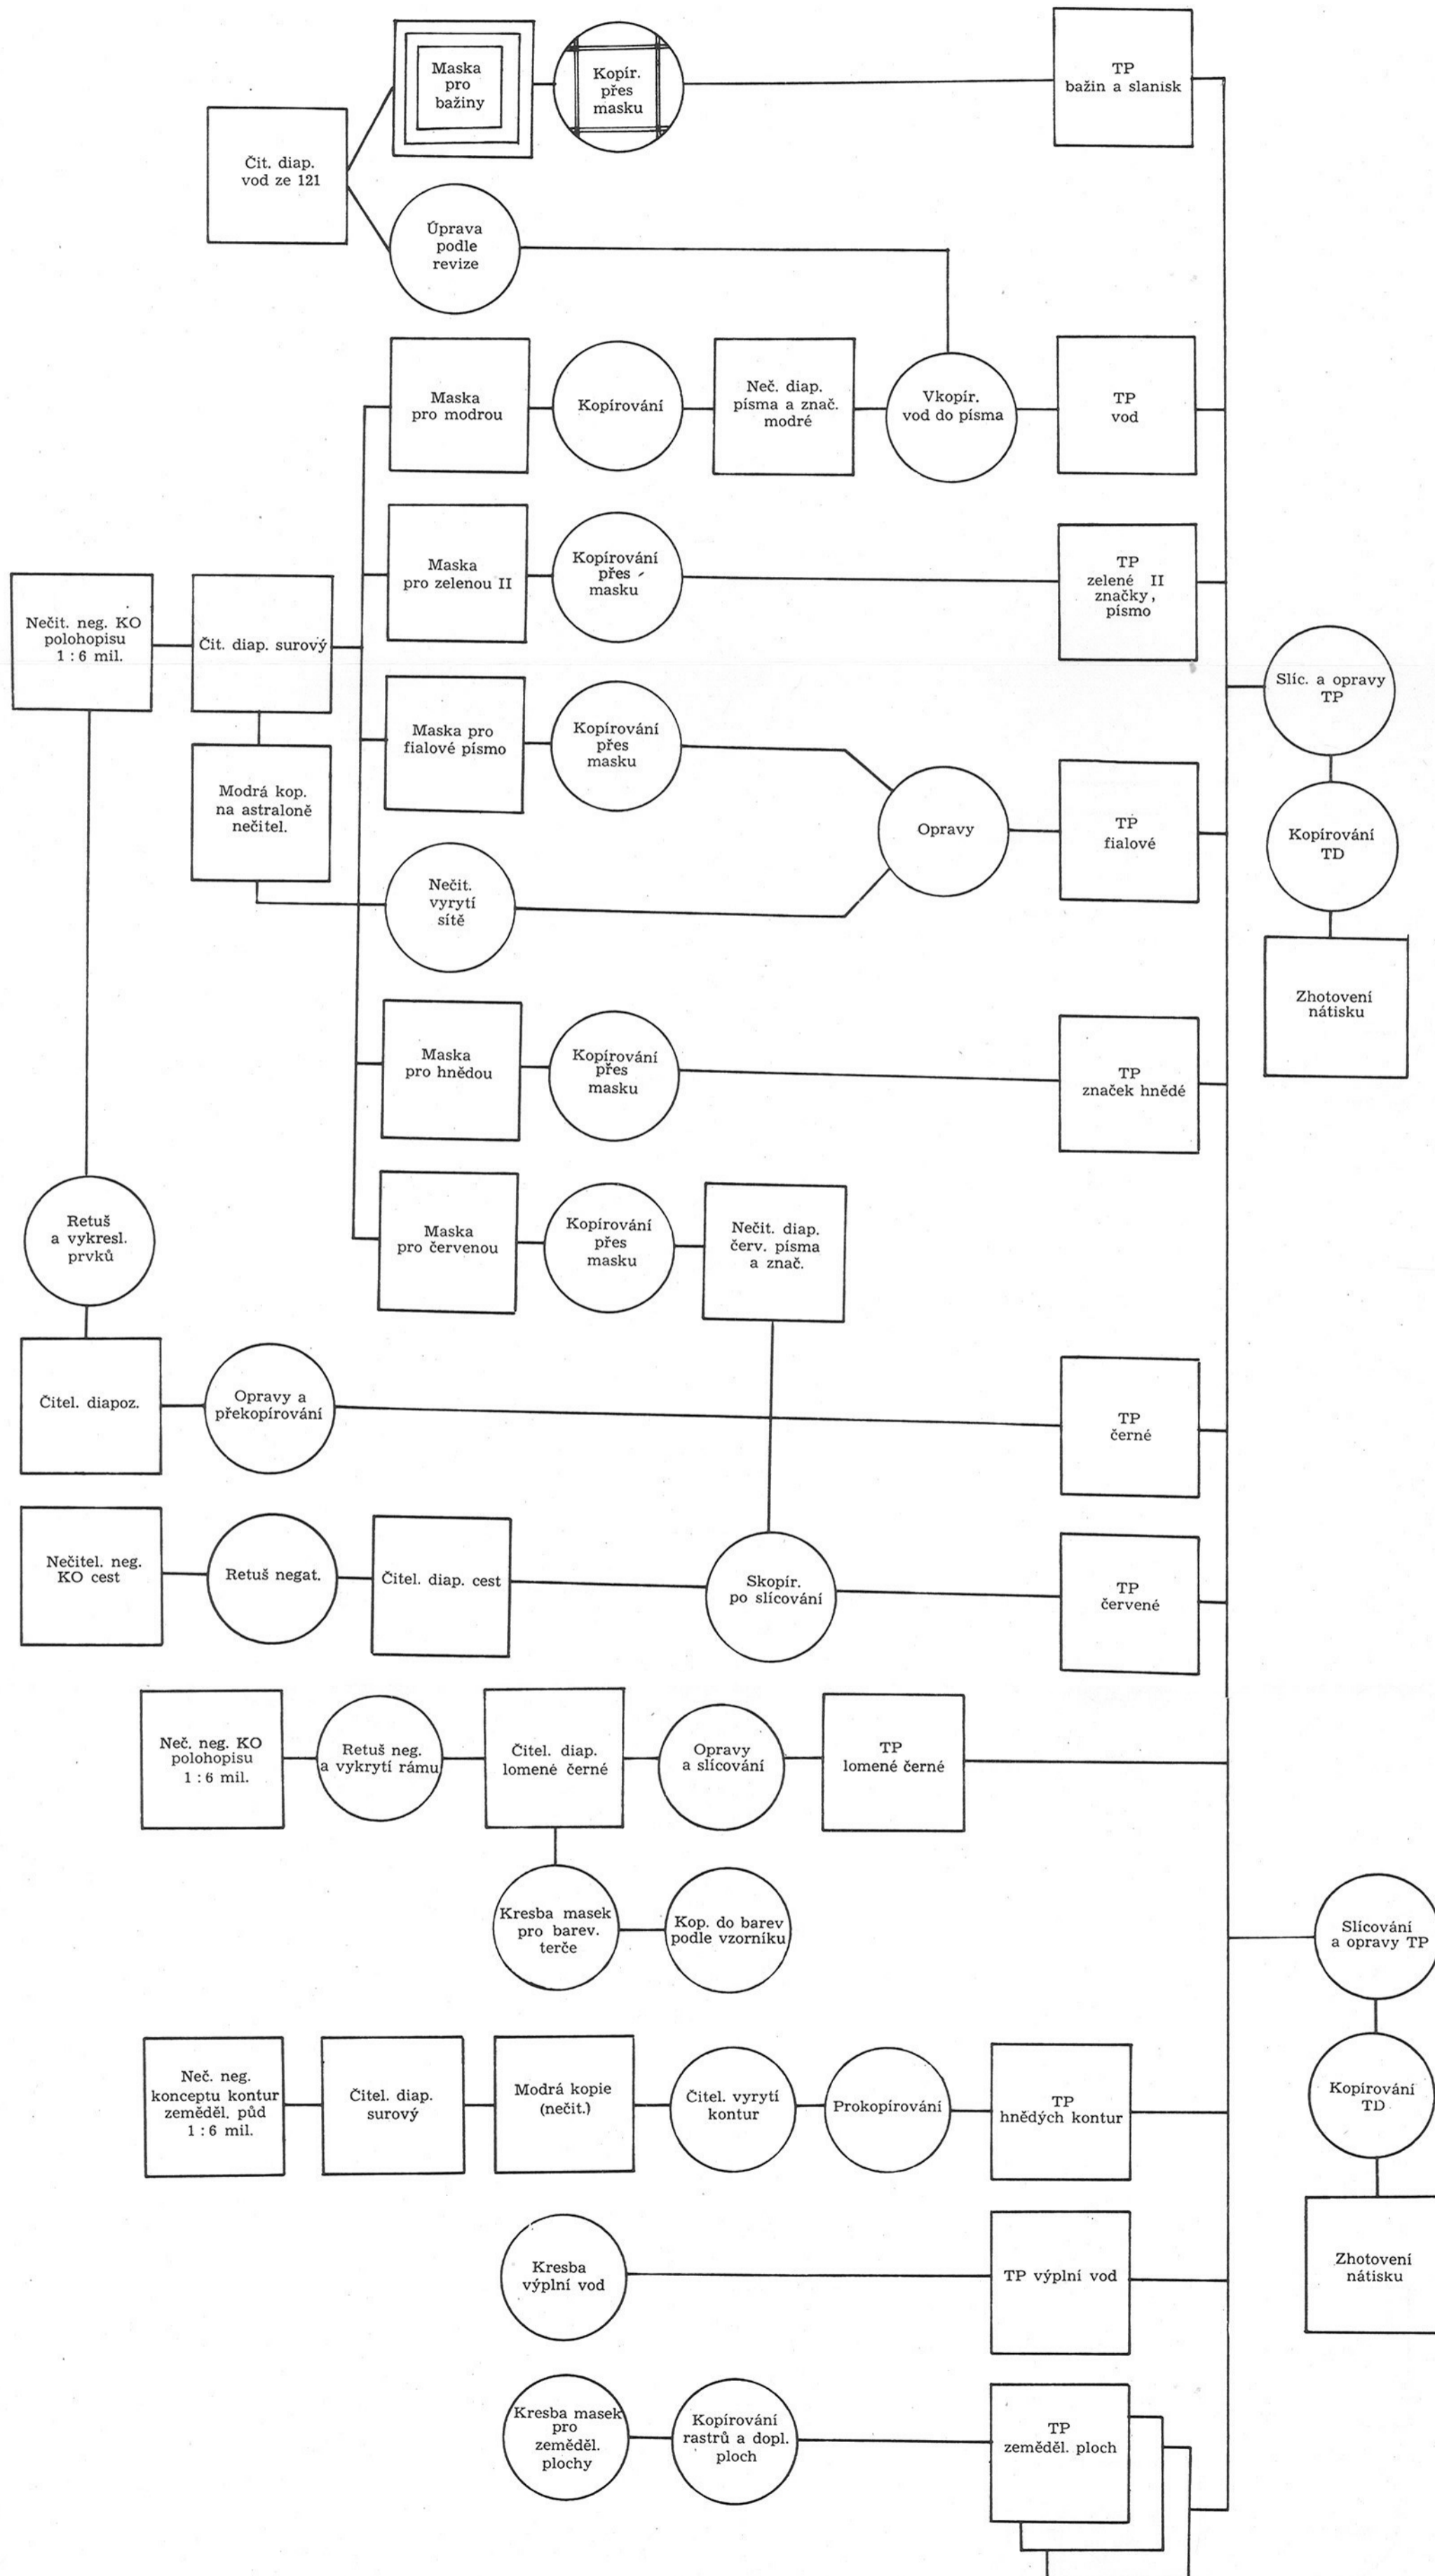 Maska
pro
bažiny
Kopír.
přes
masku
TP
bažin a slanisk
Čit. diap.
vod ze 121
Úprava
podle
revize
Maska
pro modrou
Kopírování
Neč. diap.
písma a znač.
modré
Vkopír.
vod do písma
TP
vod
Maska
pro zelenou II
Kopírování
přes
masku
TP
zelené II
značky,
písmo
Nečit. neg. KO
polohopisu
1 : 6 mil.
Čit. diap. surový
Slíc. a opravy
TP
Maska pro
fialové písmo
Kopírování
přes
masku
Modrá kop.
na astraloně
nečitel.
Opravy
TP
fialové
Kopírování
TD
Nečit.
vyrytí
sítě
Zhotovení
nátisku
Maska
pro hnědou
Kopírování
přes
masku
TP
značek hnědé
Retuš
a vykresl.
prvků
Maska
pro červenou
Kopírování
přes
masku
Nečit. diap.
červ. písma
a znač.
Čitel. diapoz.
Opravy a
překopírování
TP
černé
Nečitel. neg.
KO cest
Retuš negat.
Čitel. diap. cest
Skopír.
po slícování
TP
červené
Neč. neg. KO
polohopisu
1 : 6 mil.
Retuš neg.
a vykrytí rámu
Čitel. diap.
lomené černé
Opravy
a slícování
TP
lomené černé
Kresba masek
pro barev.
terče
Kop. do barev
podle vzorníku
Slícování
a opravy TP
Neč. neg.
konceptu kontur
zeměděl. půd
1 : 6 mil.
Čitel. diap.
surový
Modrá kopie
(nečit.)
Čitel. vyrytí
kontur
Prokopírování
TP
hnědých kontur
Kopírování
TD
Kresba
výplní vod
TP výplní vod
Zhotovení
nátisku
Kresba masek
pro
zeměděl.
plochy
Kopírování
rastrů a dopl.
ploch
TP
zeměděl. ploch